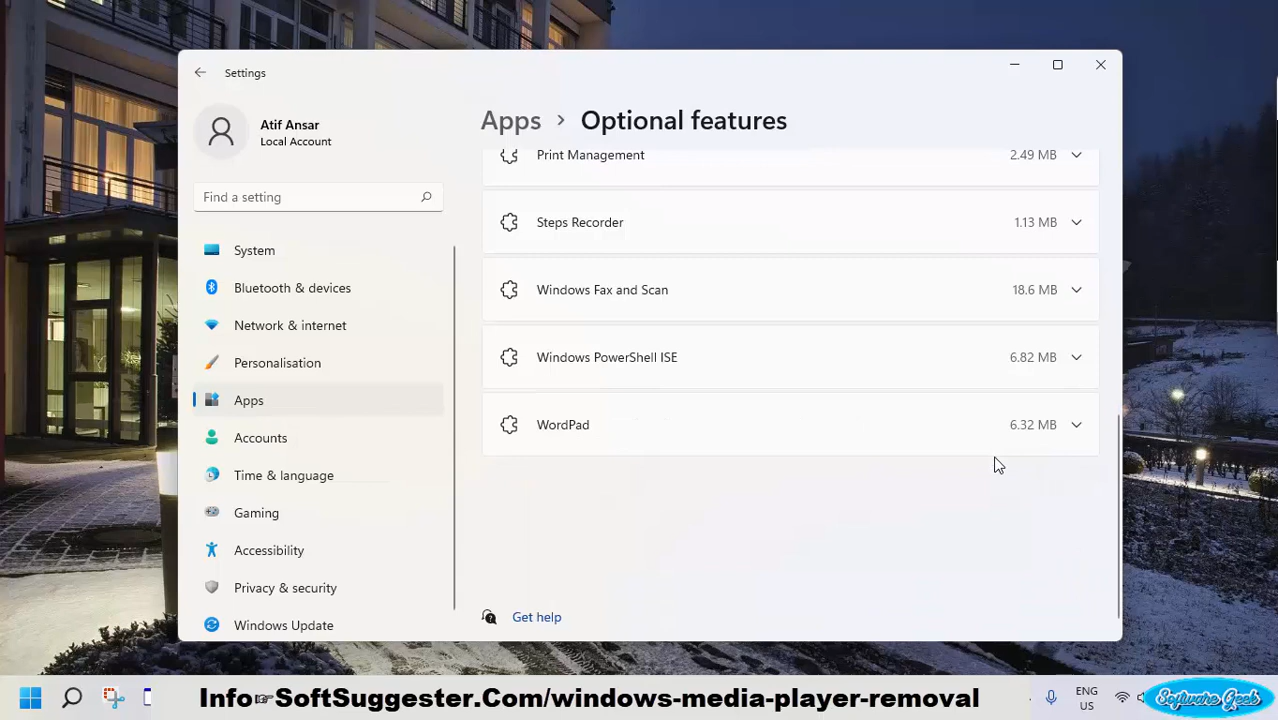 Settings
Atif Ansar
Local Account
Find a setting
System
Bluetooth & devices
Network & internet
Personalisation
Apps
Accounts
Time & language
Gaming
Accessibility
Privacy & security
Windows Update
Apps › Optional features
Print Management 2.49 MB
Steps Recorder 1.13 MB
Windows Fax and Scan 18.6 MB
Windows PowerShell ISE 6.82 MB
WordPad 6.32 MB
Get help
Info☞SoftSuggester.Com/windows-media-player-removal
ENG
US
Software Geek